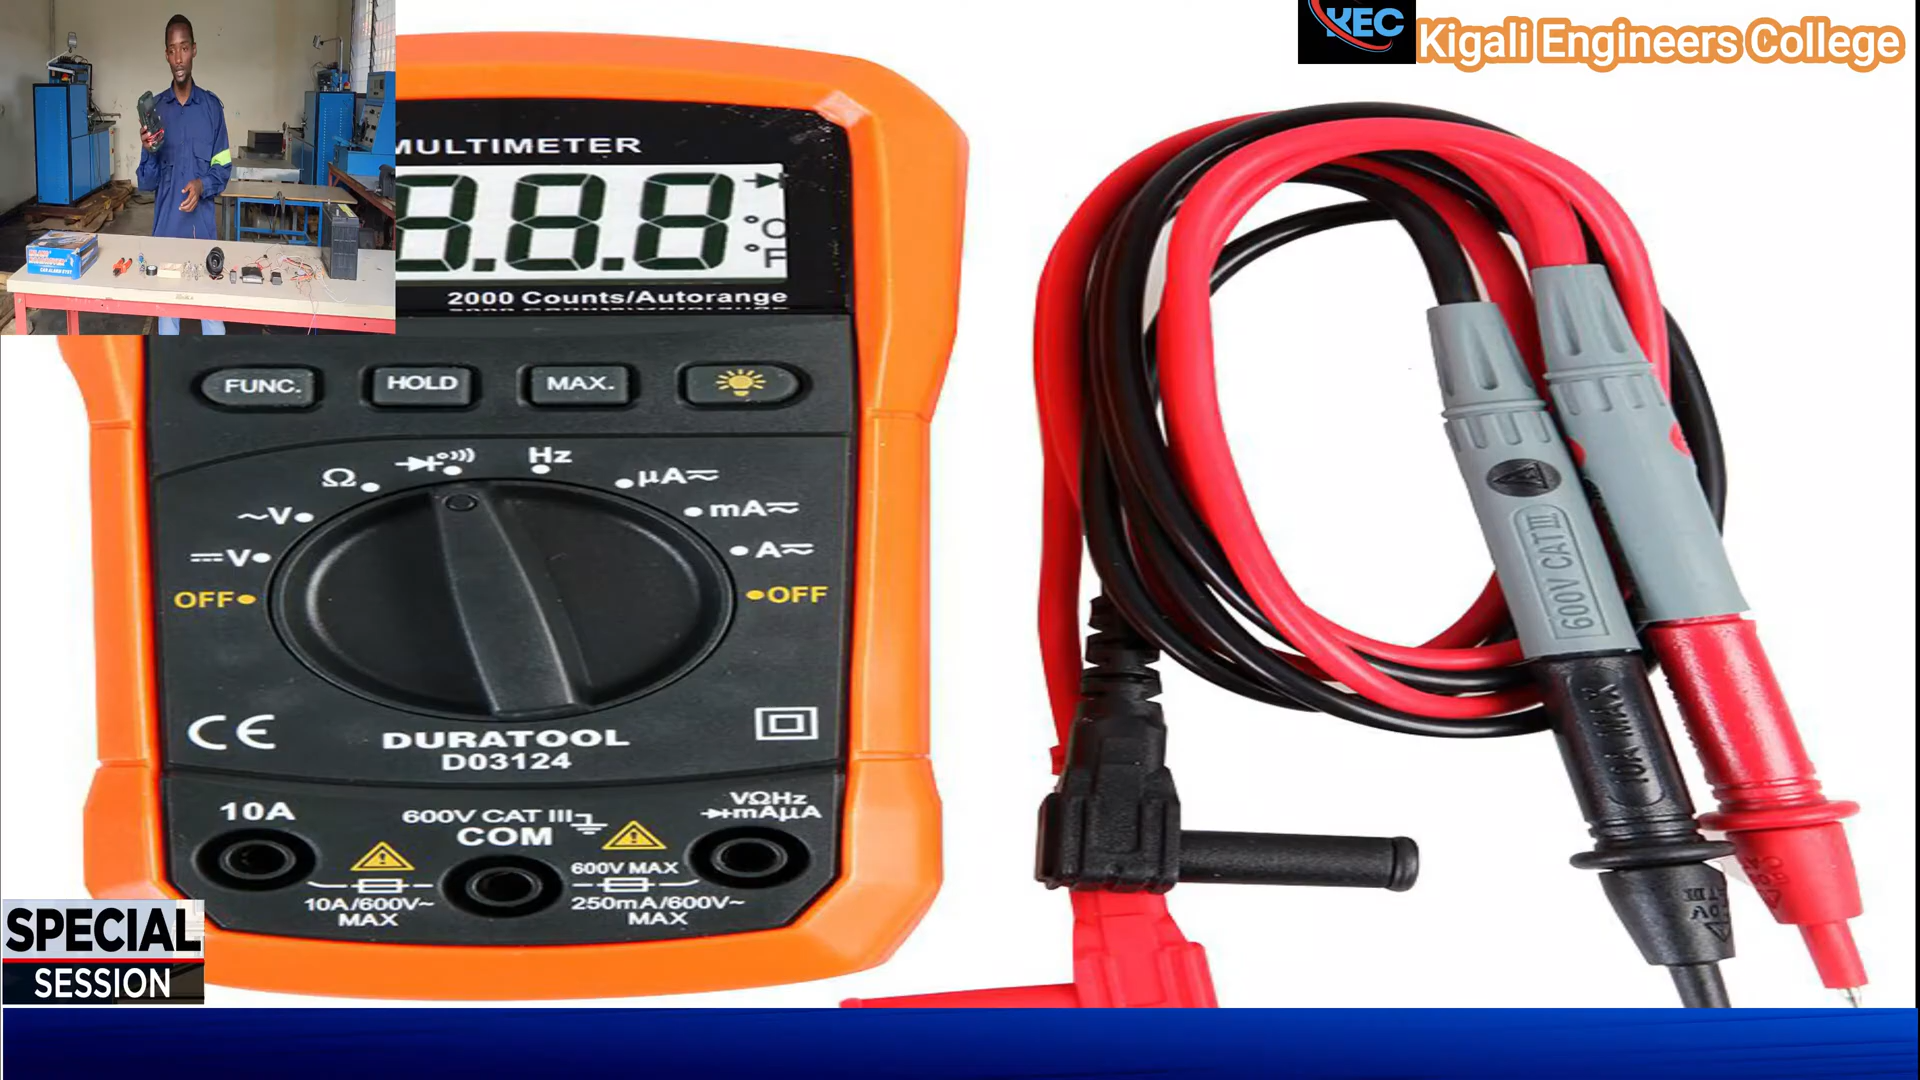 KEC
Kigali Engineers College
MULTIMETER
8.8.8
°C
°F
2000 Counts/Autorange
FUNC.
HOLD
MAX.
Hz
Ω
µA
mA
~V
A
V
OFF
OFF
CE
DURATOOL
D03124
10A
600V CAT III
COM
VΩHz
mAµA
600V MAX
10A/600V~
MAX
250mA/600V~
MAX
600V CAT III
10A MAX
SPECIAL
SESSION